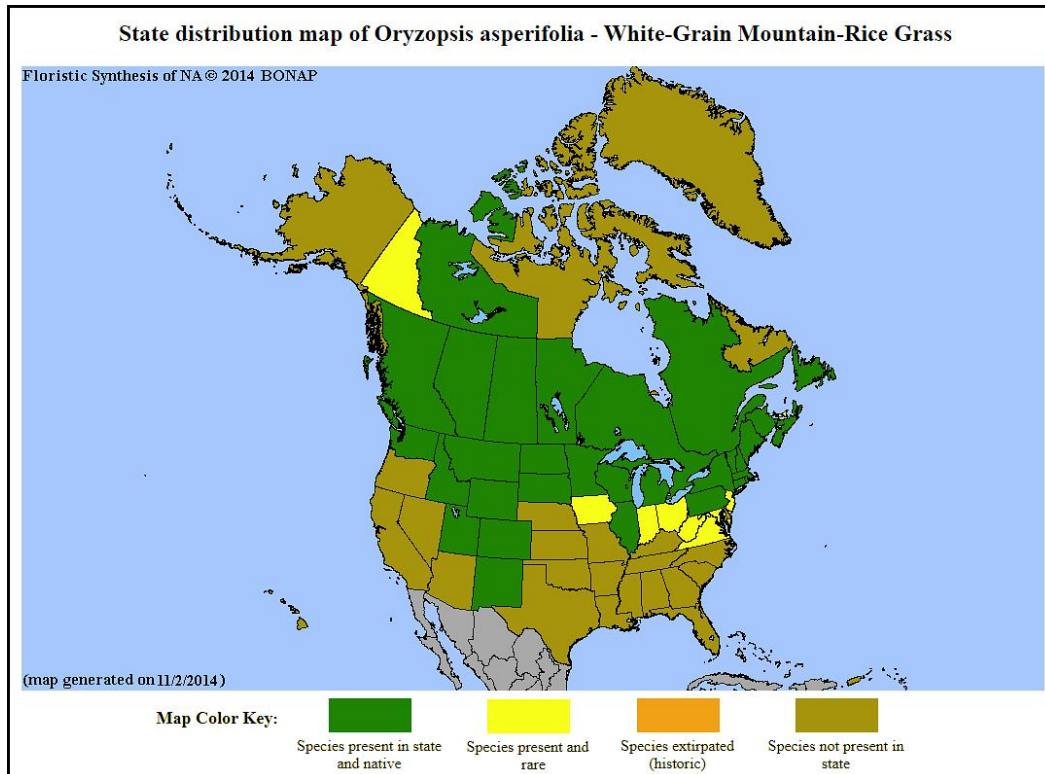 State distribution map of Oryzopsis asperifolia - White-Grain Mountain-Rice Grass
Floristic Synthesis of NA © 2014 BONAP
(map generated on 11/2/2014)
Map Color Key:
Species present in state
and native
Species present and
rare
Species extirpated
(historic)
Species not present in
state